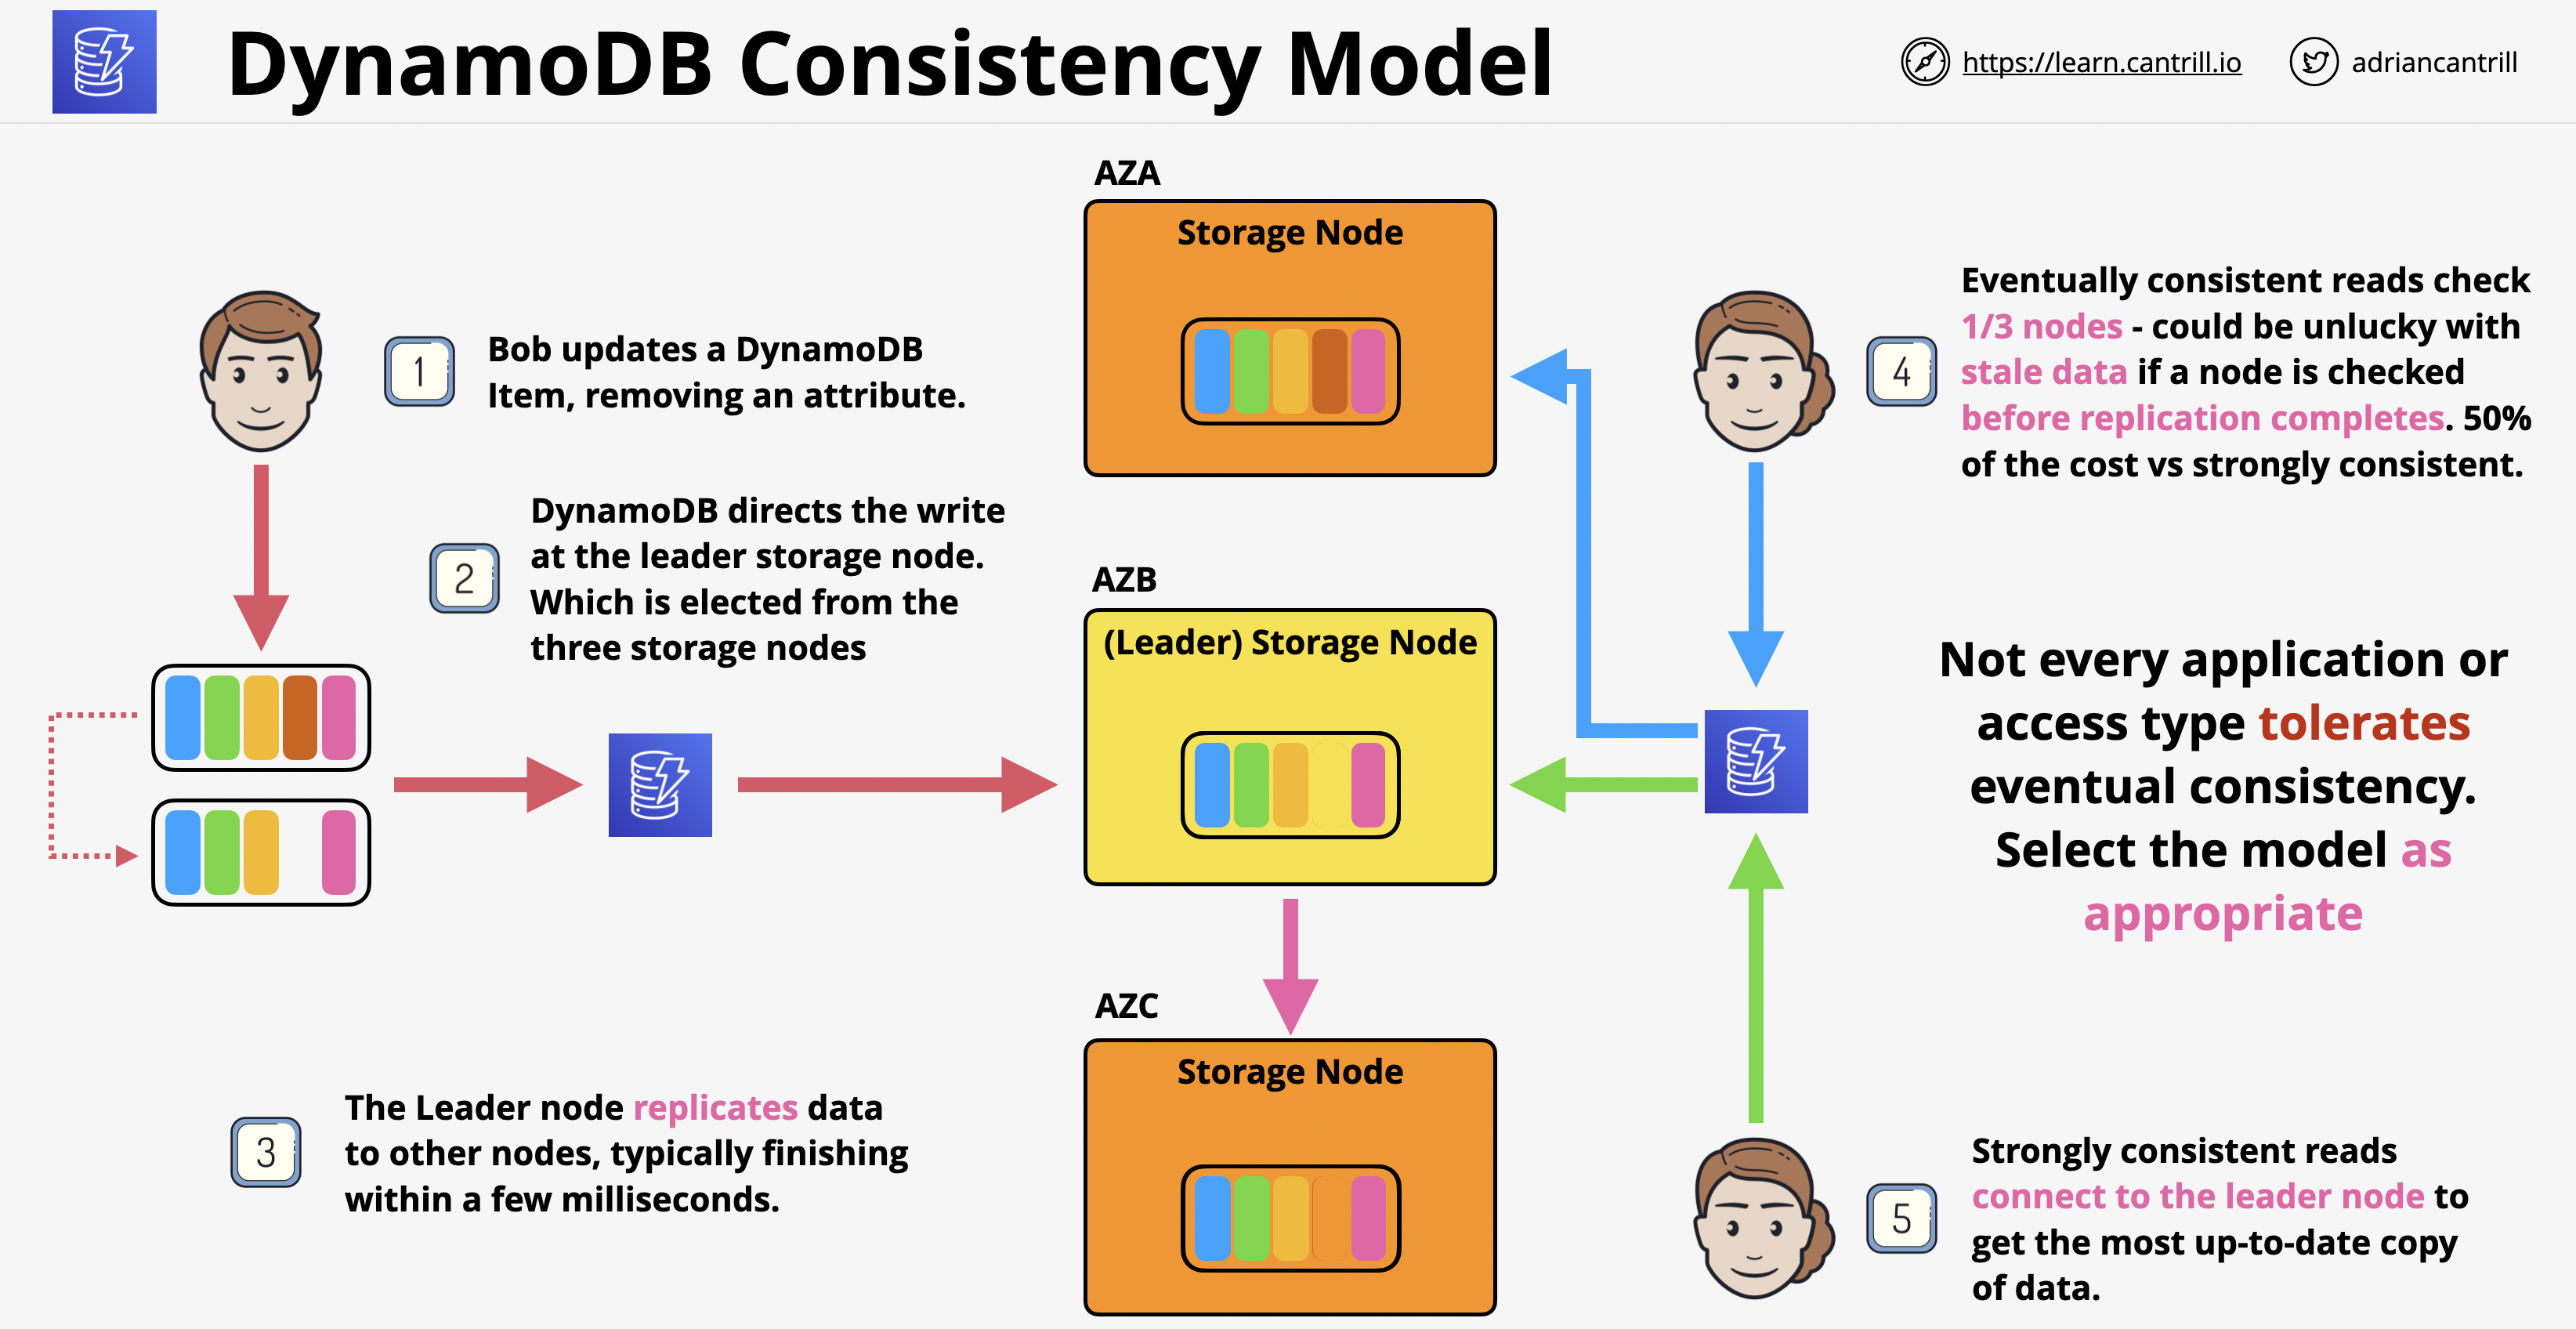 DynamoDB Consistency Model
https://learn.cantrill.io
adriancantrill
AZA
Storage Node
1
Bob updates a DynamoDB
Item, removing an attribute.
2
DynamoDB directs the write
at the leader storage node.
Which is elected from the
three storage nodes
AZB
(Leader) Storage Node
AZC
Storage Node
3
The Leader node replicates data
to other nodes, typically finishing
within a few milliseconds.
4
Eventually consistent reads check
1/3 nodes - could be unlucky with
stale data if a node is checked
before replication completes. 50%
of the cost vs strongly consistent.
Not every application or
access type tolerates
eventual consistency.
Select the model as
appropriate
5
Strongly consistent reads
connect to the leader node to
get the most up-to-date copy
of data.